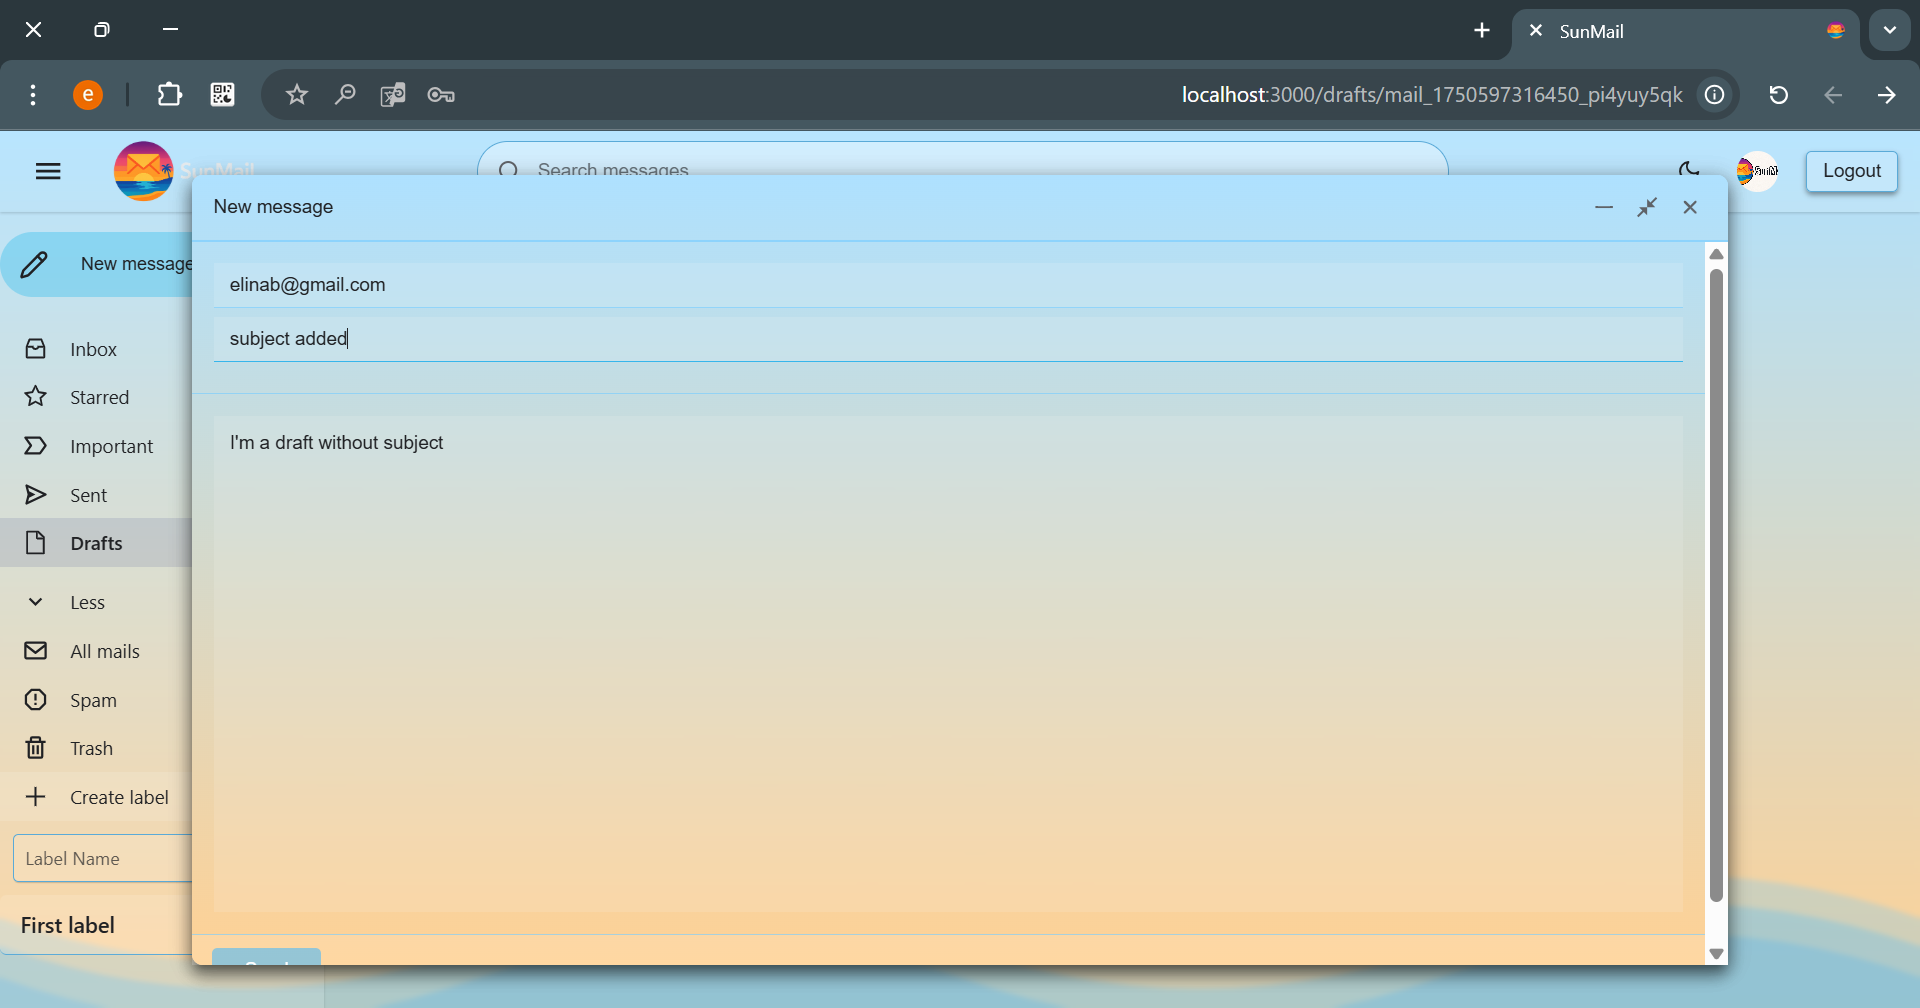 SunMail
e
localhost:3000/drafts/mail_1750597316450_pi4yuy5qk
SunMail
Search messages
Logout
New message
New message
elinab@gmail.com
subject added
I'm a draft without subject
Inbox
Starred
Important
Sent
Drafts
Less
All mails
Spam
Trash
Create label
Label Name
First label